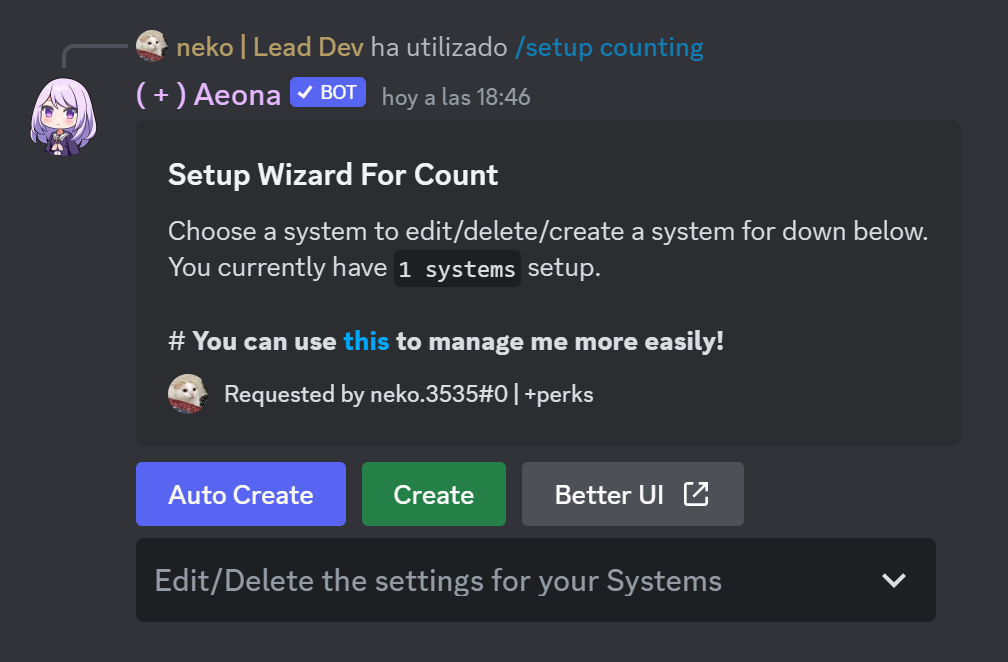 neko | Lead Dev ha utilizado /setup counting
( + ) Aeona BOT hoy a las 18:46
Setup Wizard For Count
Choose a system to edit/delete/create a system for down below.
You currently have 1 systems setup.
# You can use this to manage me more easily!
Requested by neko.3535#0 | +perks
Auto Create Create Better UI
Edit/Delete the settings for your Systems